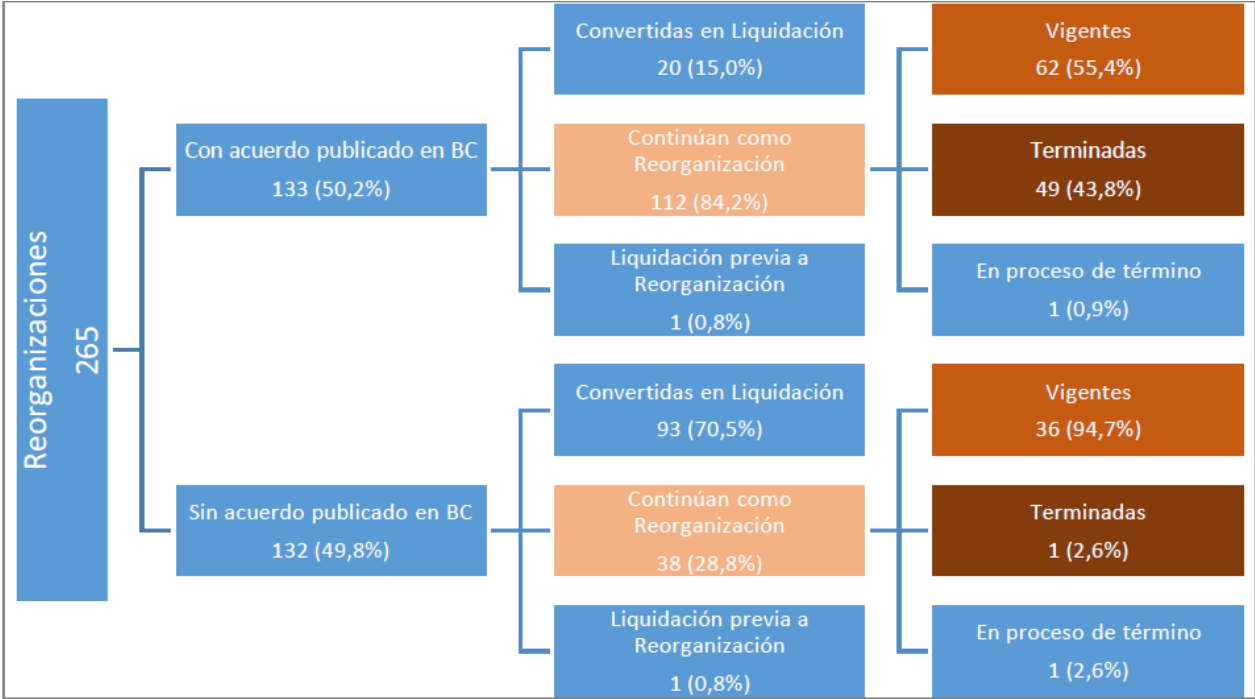 Reorganizaciones
265
Con acuerdo publicado en BC
133 (50,2%)
Convertidas en Liquidación
20 (15,0%)
Continúan como
Reorganización
112 (84,2%)
Liquidación previa a
Reorganización
1 (0,8%)
Vigentes
62 (55,4%)
Terminadas
49 (43,8%)
En proceso de término
1 (0,9%)
Sin acuerdo publicado en BC
132 (49,8%)
Convertidas en Liquidación
93 (70,5%)
Continúan como
Reorganización
38 (28,8%)
Liquidación previa a
Reorganización
1 (0,8%)
Vigentes
36 (94,7%)
Terminadas
1 (2,6%)
En proceso de término
1 (2,6%)